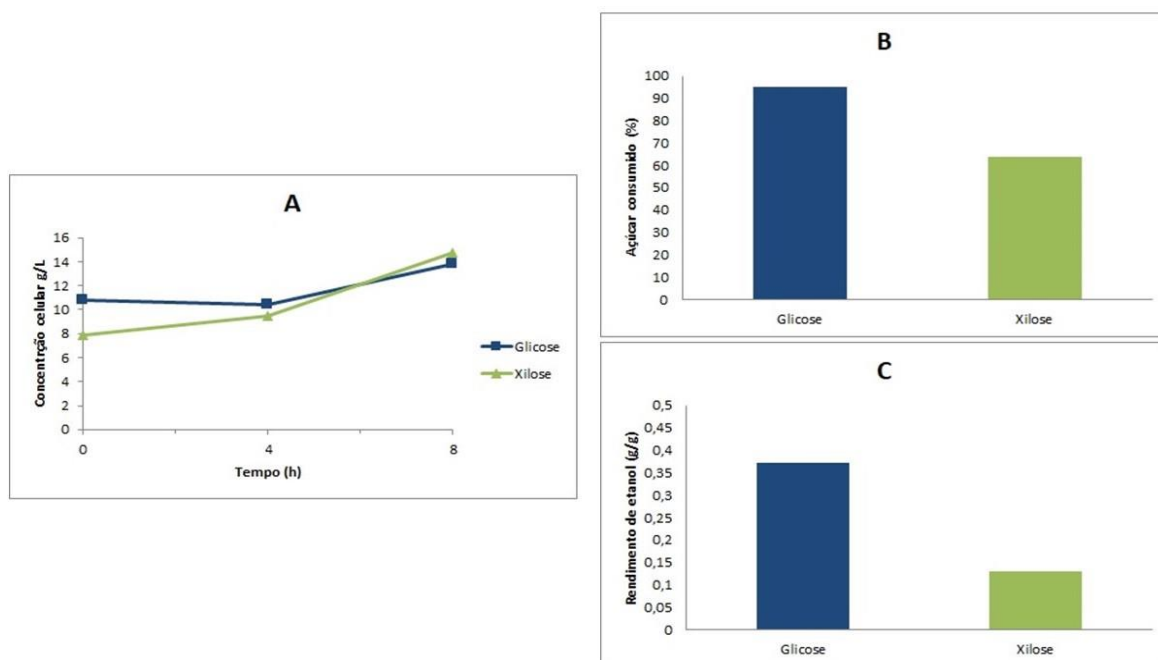 A
Concentrção celular g/L
16
14
12
10
8
6
4
2
0
0
4
8
Tempo (h)
Glicose
Xilose
B
Açúcar consumido (%)
100
90
80
70
60
50
40
30
20
10
0
Glicose
Xilose
C
Rendimento de etanol (g/g)
0,5
0,45
0,4
0,35
0,3
0,25
0,2
0,15
0,1
0,05
0
Glicose
Xilose